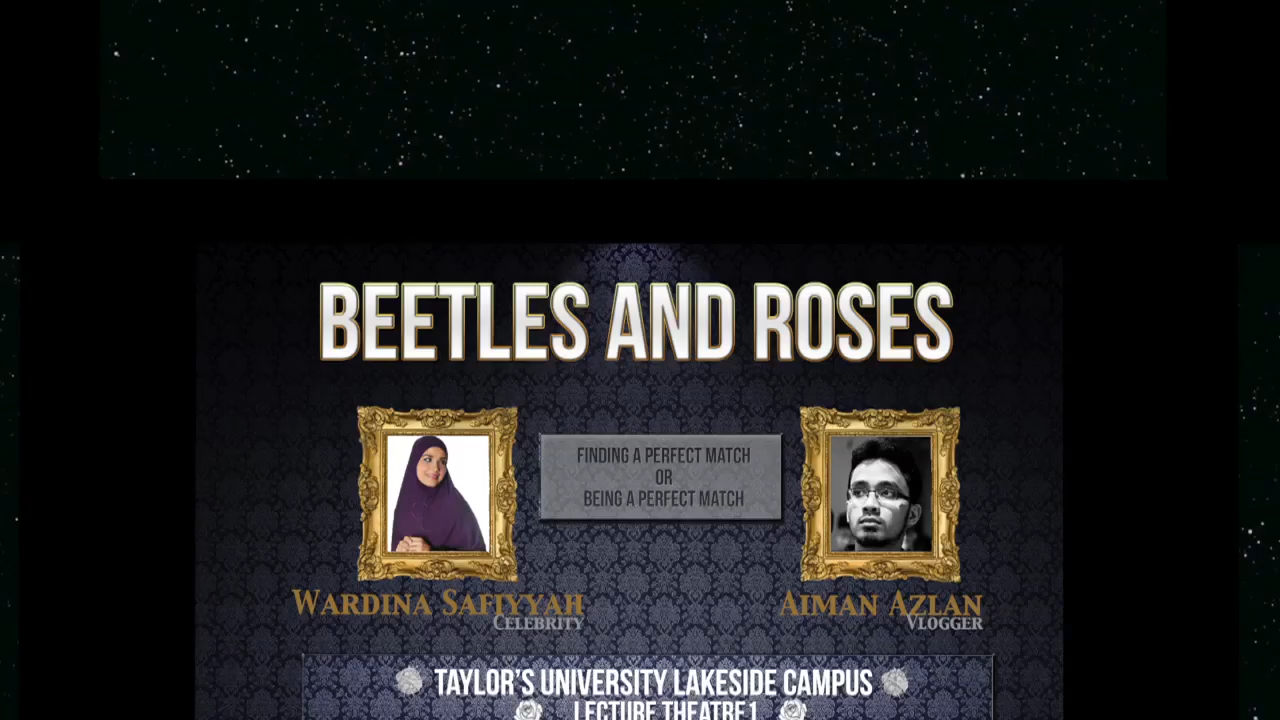 BEETLES AND ROSES
FINDING A PERFECT MATCH
OR
BEING A PERFECT MATCH
WARDINA SAFIYYAH
CELEBRITY
AIMAN AZLAN
VLOGGER
TAYLOR'S UNIVERSITY LAKESIDE CAMPUS
LECTURE THEATRE 1